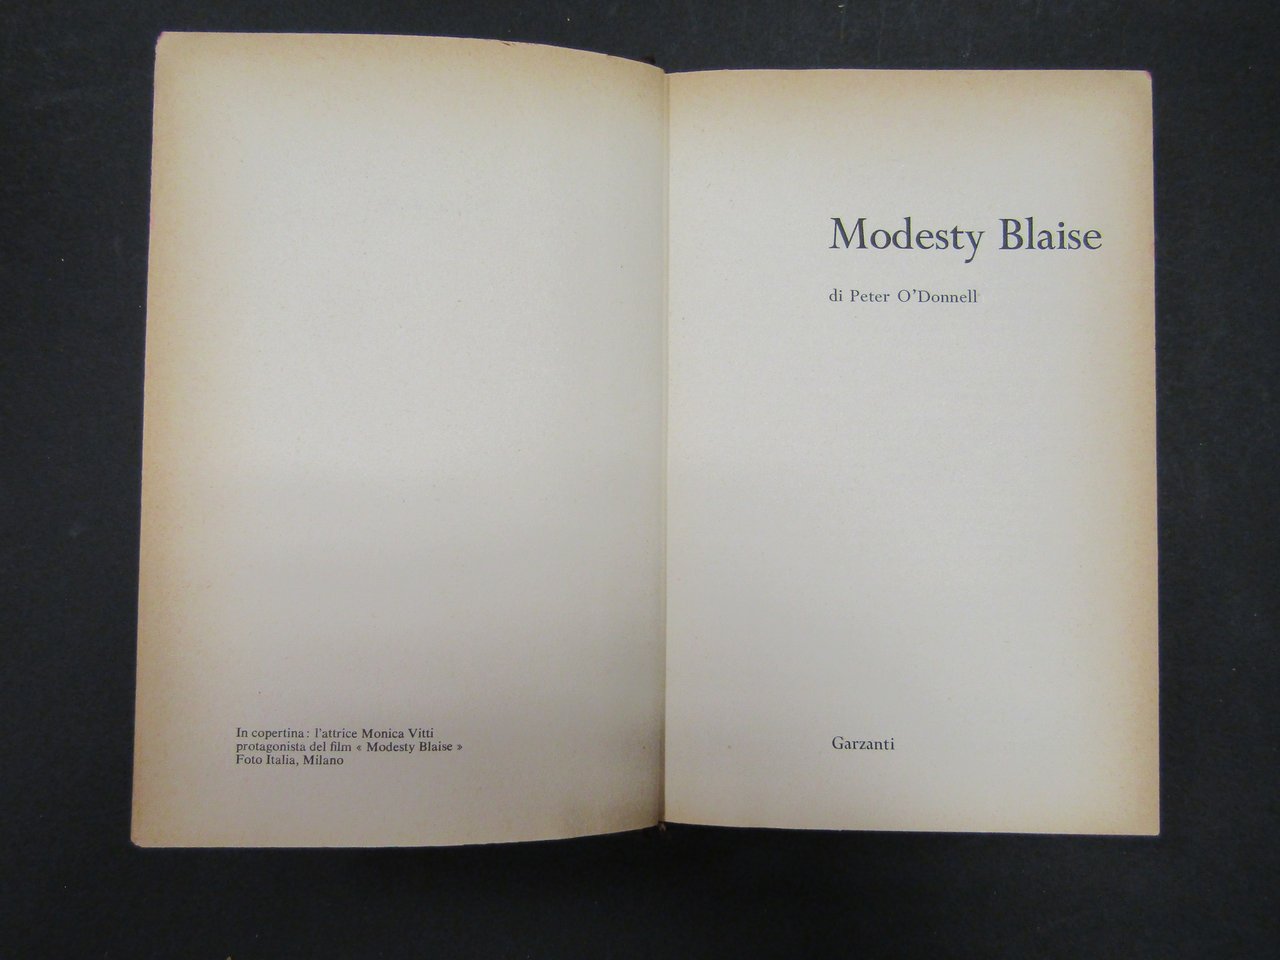 In copertina: l'attrice Monica Vitti
protagonista del film « Modesty Blaise »
Foto Italia, Milano
Modesty Blaise
di Peter O'Donnell
Garzanti